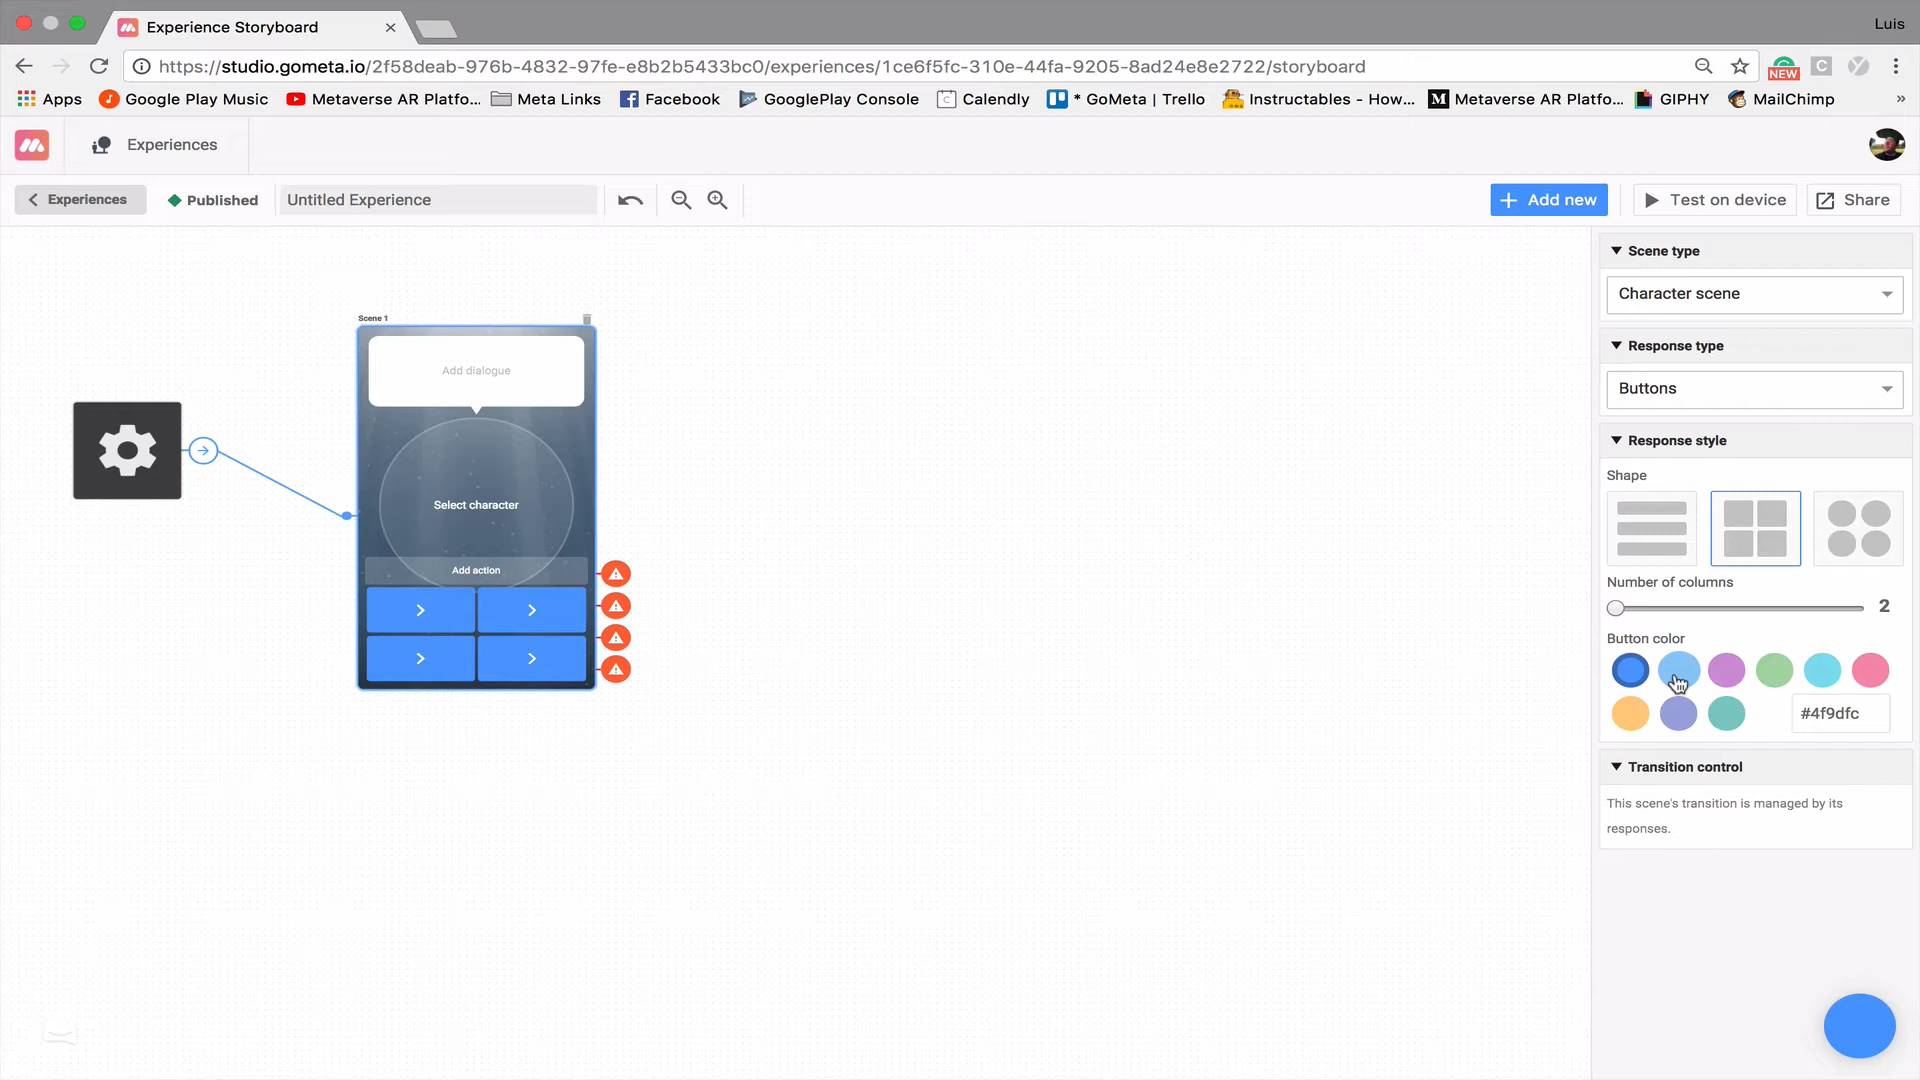 Experience Storyboard
Luis
https://studio.gometa.io/2f58deab-976b-4832-97fe-e8b2b5433bc0/experiences/1ce6f5fc-310e-44fa-9205-8ad24e8e2722/storyboard
NEW
C
Apps
Google Play Music
Metaverse AR Platfo...
Meta Links
Facebook
GooglePlay Console
Calendly
* GoMeta | Trello
Instructables - How...
Metaverse AR Platfo...
GIPHY
MailChimp
»
Experiences
Experiences
Published
Untitled Experience
+ Add new
Test on device
Share
Scene 1
Add dialogue
Select character
Add action
Scene type
Character scene
Response type
Buttons
Response style
Shape
Number of columns
2
Button color
#4f9dfc
Transition control
This scene's transition is managed by its
responses.